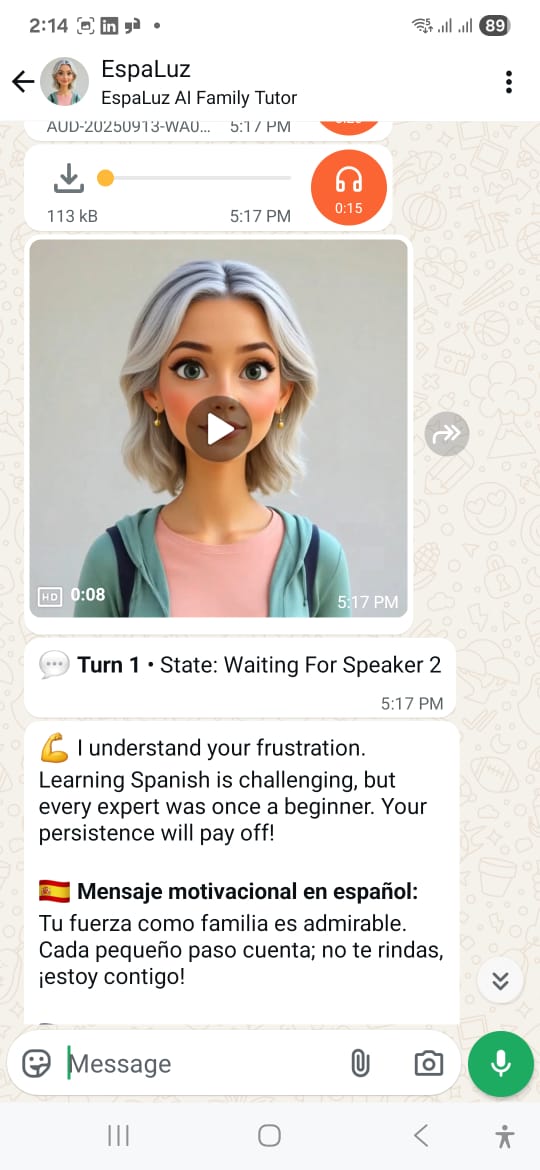 2:14
89
EspaLuz
EspaLuz AI Family Tutor
AUD-20250913-WA0... 5:17 PM
113 kB 5:17 PM 0:15
HD 0:08 5:17 PM
💬 Turn 1 • State: Waiting For Speaker 2
5:17 PM
💪 I understand your frustration.
Learning Spanish is challenging, but
every expert was once a beginner. Your
persistence will pay off!
🇪🇸 Mensaje motivacional en español:
Tu fuerza como familia es admirable.
Cada pequeño paso cuenta; no te rindas,
¡estoy contigo!
Message